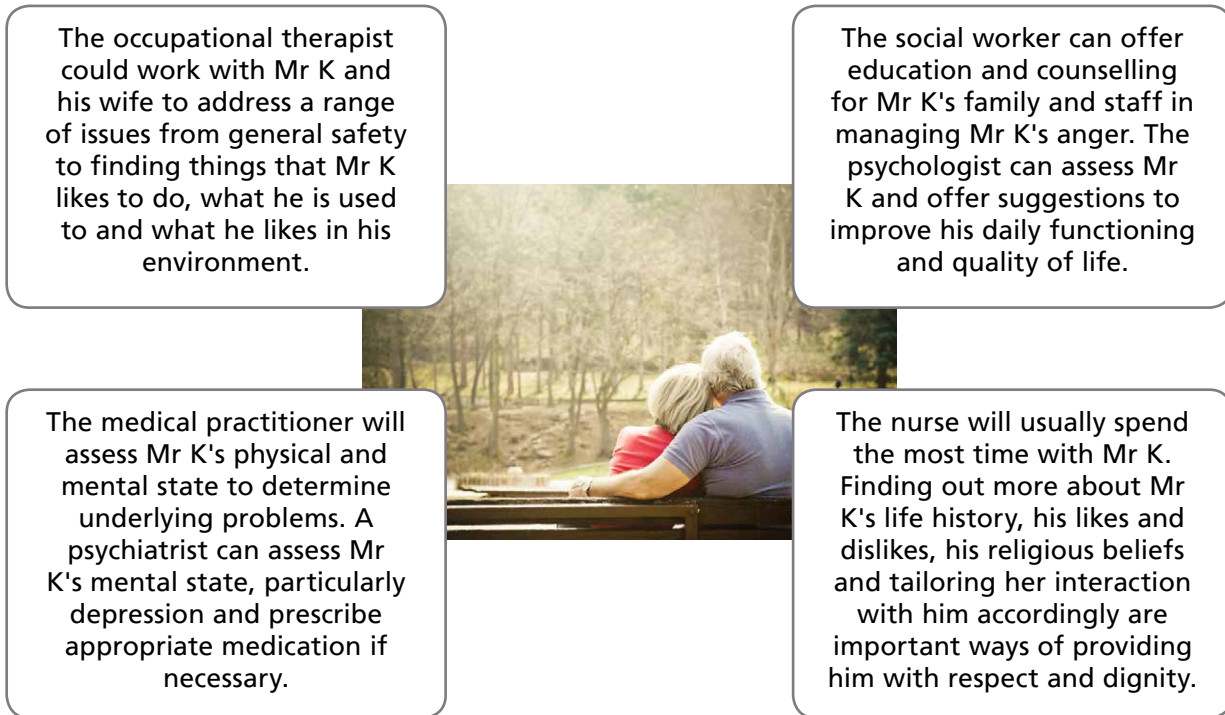 The occupational therapist
could work with Mr K and
his wife to address a range
of issues from general safety
to finding things that Mr K
likes to do, what he is used
to and what he likes in his
environment.
The social worker can offer
education and counselling
for Mr K's family and staff in
managing Mr K's anger. The
psychologist can assess Mr
K and offer suggestions to
improve his daily functioning
and quality of life.
The medical practitioner will
assess Mr K's physical and
mental state to determine
underlying problems. A
psychiatrist can assess Mr
K's mental state, particularly
depression and prescribe
appropriate medication if
necessary.
The nurse will usually spend
the most time with Mr K.
Finding out more about Mr
K's life history, his likes and
dislikes, his religious beliefs
and tailoring her interaction
with him accordingly are
important ways of providing
him with respect and dignity.